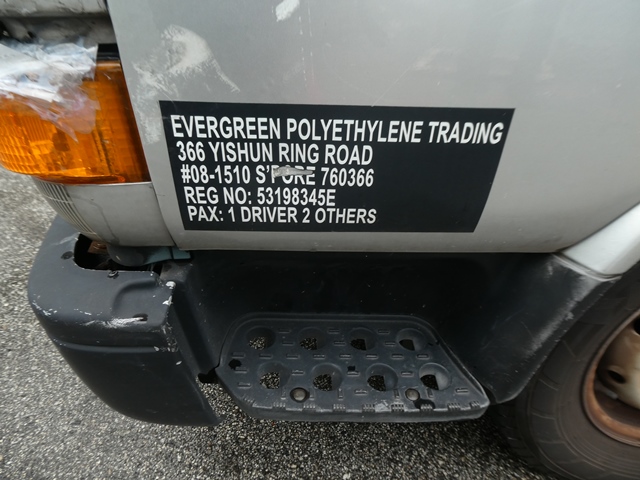 EVERGREEN POLYETHYLENE TRADING
366 YISHUN RING ROAD
#08-1510 S'PORE 760366
REG NO: 53198345E
PAX: 1 DRIVER 2 OTHERS